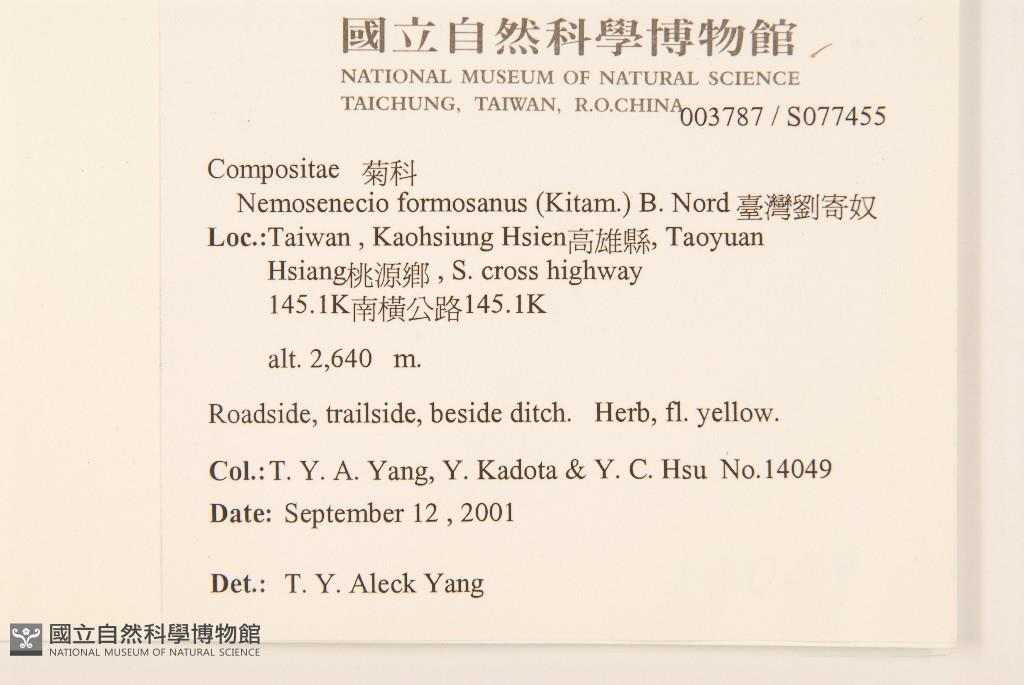 國立自然科學博物館
NATIONAL MUSEUM OF NATURAL SCIENCE
TAICHUNG, TAIWAN, R.O.CHINA
003787 / S077455
Compositae 菊科
Nemosenecio formosanus (Kitam.) B. Nord 臺灣劉寄奴
Loc.:Taiwan , Kaohsiung Hsien高雄縣, Taoyuan
Hsiang桃源鄉 , S. cross highway
145.1K南橫公路145.1K
alt. 2,640 m.
Roadside, trailside, beside ditch. Herb, fl. yellow.
Col.:T. Y. A. Yang, Y. Kadota & Y. C. Hsu No.14049
Date: September 12 , 2001
Det.: T. Y. Aleck Yang
國立自然科學博物館
NATIONAL MUSEUM OF NATURAL SCIENCE